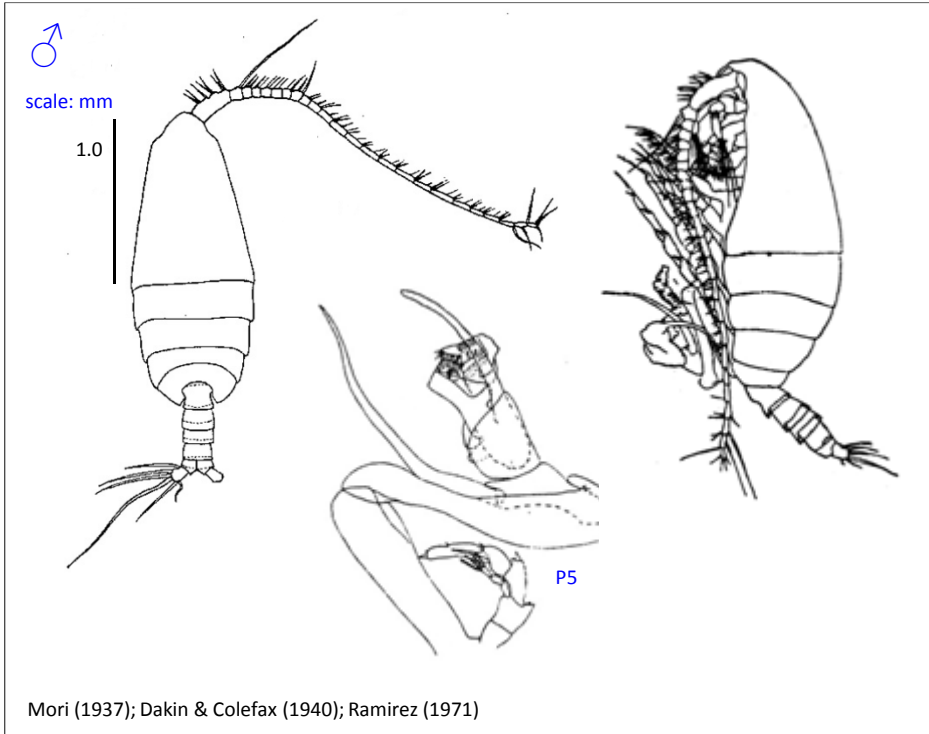 ♂
scale: mm
1.0
P5
Mori (1937); Dakin & Colefax (1940); Ramirez (1971)